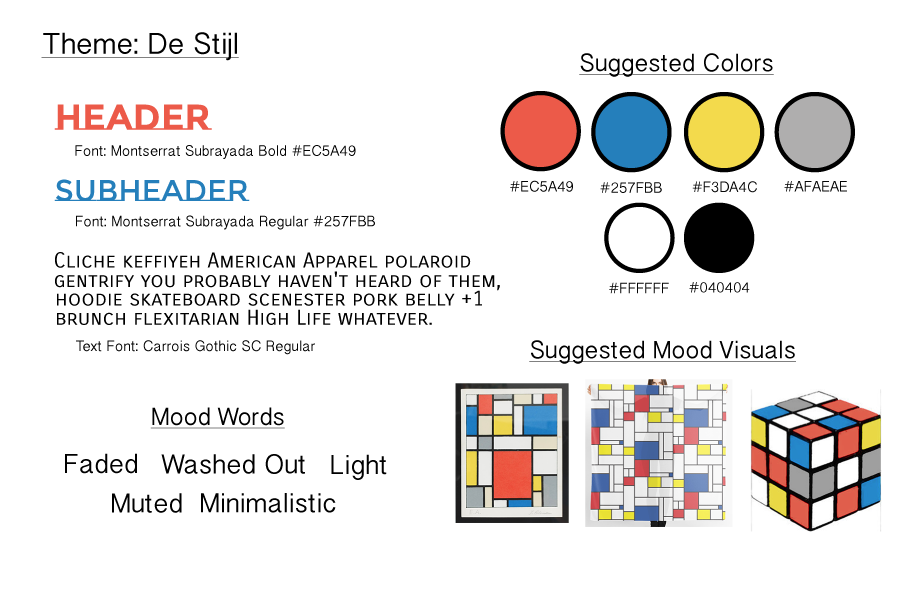 Theme: De Stijl
HEADER
Font: Montserrat Subrayada Bold #EC5A49
SUBHEADER
Font: Montserrat Subrayada Regular #257FBB
Cliche keffiyeh American Apparel polaroid
gentrify you probably haven't heard of them,
hoodie skateboard scenester pork belly +1
brunch flexitarian High Life whatever.
Text Font: Carrois Gothic SC Regular
Mood Words
Faded Washed Out Light
Muted Minimalistic
Suggested Colors
#EC5A49 #257FBB #F3DA4C #AFAEAE
#FFFFFF #040404
Suggested Mood Visuals